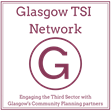 Glasgow TSI
Network
G
Engaging the Third Sector with
Glasgow's Community Planning partners